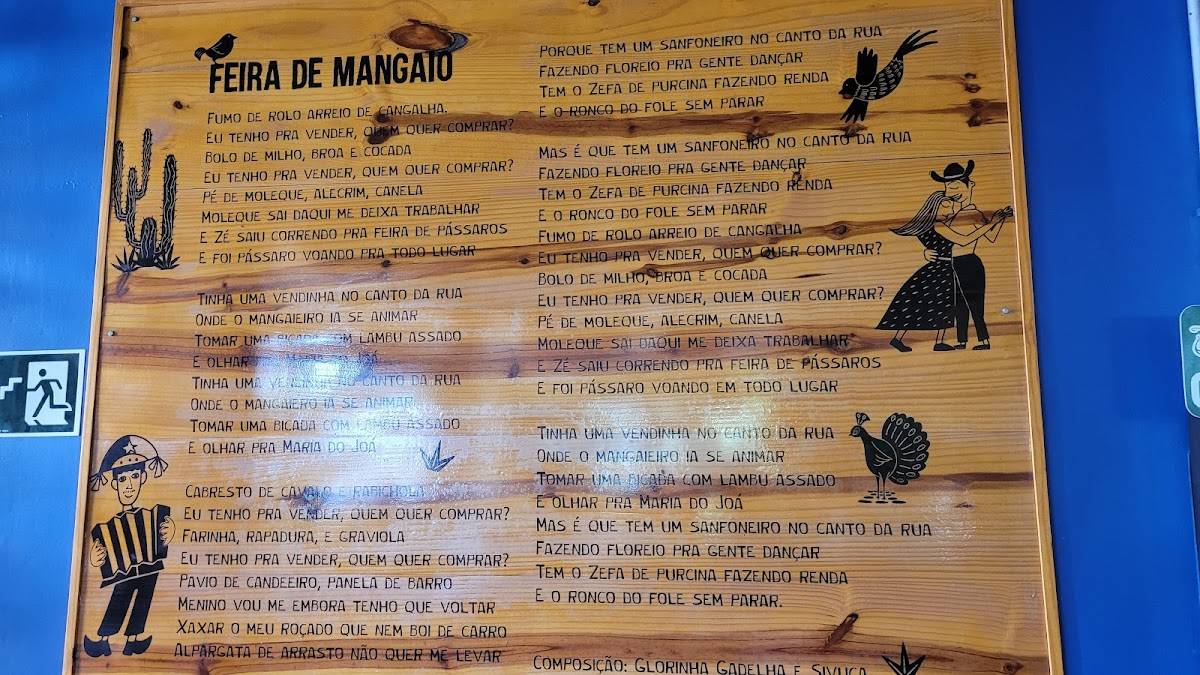 FEIRA DE MANGAIO
FUMO DE ROLO ARREIO DE CANGALHA.
EU TENHO PRA VENDER, QUEM QUER COMPRAR?
BOLO DE MILHO, BROA E COCADA
EU TENHO PRA VENDER, QUEM QUER COMPRAR?
PÉ DE MOLEQUE, ALECRIM, CANELA
MOLEQUE SAI DAQUI ME DEIXA TRABALHAR
E ZÉ SAIU CORRENDO PRA FEIRA DE PÁSSAROS
E FOI PÁSSARO VOANDO PRA TODO LUGAR
TINHA UMA VENDINHA NO CANTO DA RUA
ONDE O MANGAIEIRO IA SE ANIMAR
TOMAR UMA BICADA COM LAMBU ASSADO
E OLHAR PRA MARIA DO JOÁ
TINHA UMA VENDINHA NO CANTO DA RUA
ONDE O MANGAIERO IA SE ANIMAR
TOMAR UMA BICADA COM LAMBU ASSADO
E OLHAR PRA MARIA DO JOÁ
CABRESTO DE CAVALO E RABICHOLA
EU TENHO PRA VENDER, QUEM QUER COMPRAR?
FARINHA, RAPADURA, E GRAVIOLA
EU TENHO PRA VENDER, QUEM QUER COMPRAR?
PAVIO DE CANDEEIRO, PANELA DE BARRO
MENINO VOU ME EMBORA TENHO QUE VOLTAR
XAXAR O MEU ROÇADO QUE NEM BOI DE CARRO
ALPARGATA DE ARRASTO NÃO QUER ME LEVAR
PORQUE TEM UM SANFONEIRO NO CANTO DA RUA
FAZENDO FLOREIO PRA GENTE DANÇAR
TEM O ZEFA DE PURCINA FAZENDO RENDA
E O RONCO DO FOLE SEM PARAR
MAS É QUE TEM UM SANFONEIRO NO CANTO DA RUA
FAZENDO FLOREIO PRA GENTE DANÇAR
TEM O ZEFA DE PURCINA FAZENDO RENDA
E O RONCO DO FOLE SEM PARAR
FUMO DE ROLO ARREIO DE CANGALHA
EU TENHO PRA VENDER, QUEM QUER COMPRAR?
BOLO DE MILHO, BROA E COCADA
EU TENHO PRA VENDER, QUEM QUER COMPRAR?
PÉ DE MOLEQUE, ALECRIM, CANELA
MOLEQUE SAI DAQUI ME DEIXA TRABALHAR
E ZÉ SAIU CORRENDO PRA FEIRA DE PÁSSAROS
E FOI PÁSSARO VOANDO EM TODO LUGAR
TINHA UMA VENDINHA NO CANTO DA RUA
ONDE O MANGAIEIRO IA SE ANIMAR
TOMAR UMA BICADA COM LAMBU ASSADO
E OLHAR PRA MARIA DO JOÁ
MAS É QUE TEM UM SANFONEIRO NO CANTO DA RUA
FAZENDO FLOREIO PRA GENTE DANÇAR
TEM O ZEFA DE PURCINA FAZENDO RENDA
E O RONCO DO FOLE SEM PARAR.
COMPOSIÇÃO: GLORINHA GADELHA E SIVUCA